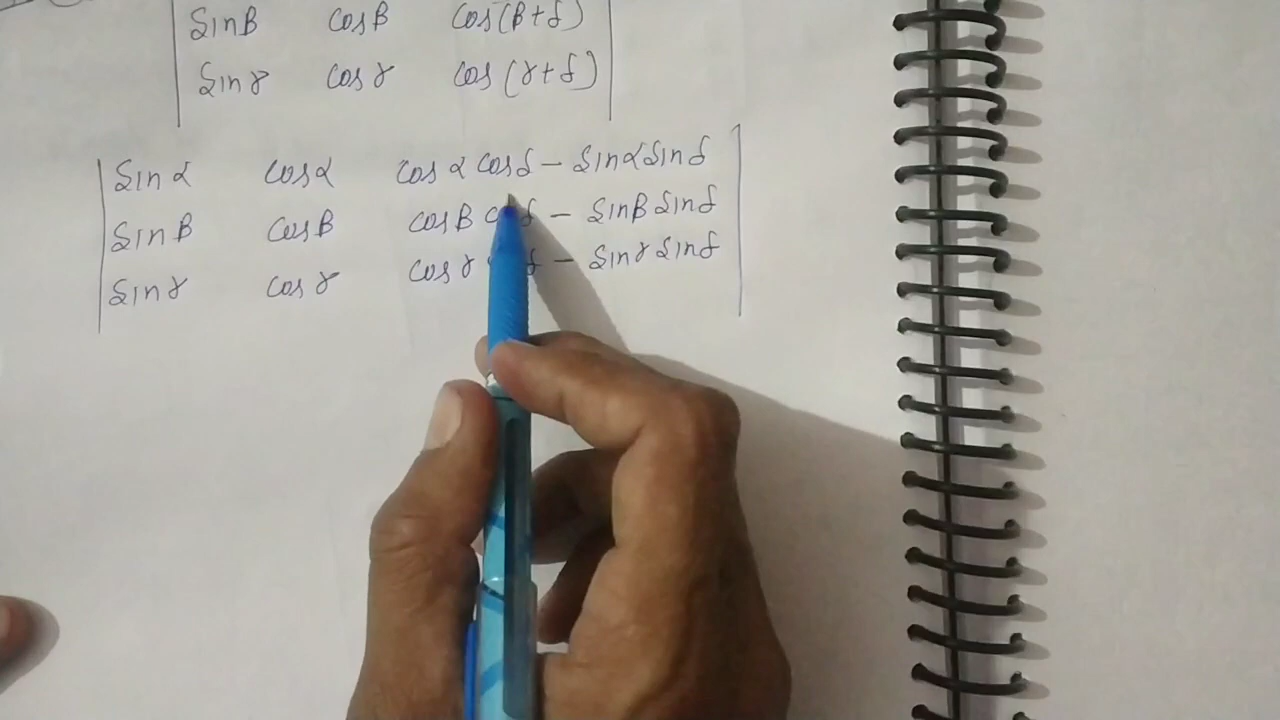 Sinβ cosβ cos(β+δ)
Sinγ cosγ cos(γ+δ)
Sinα cosα cosα cosδ − Sinα Sinδ
Sinβ cosβ cosβ cosδ − Sinβ Sinδ
Sinγ cosγ cosγ − Sinγ Sinδ